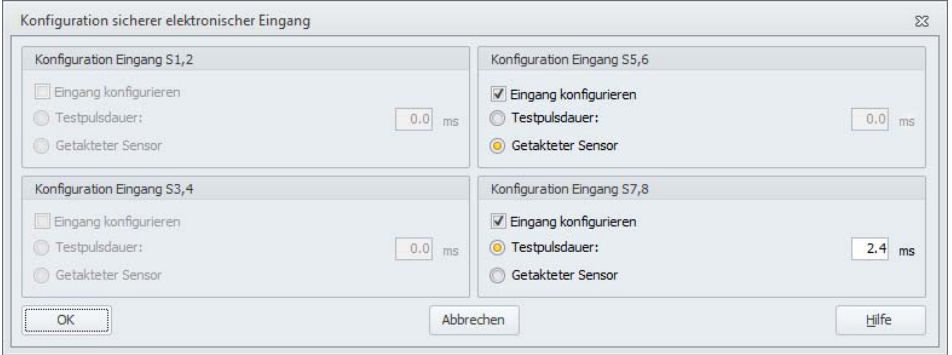 Konfiguration sicherer elektronischer Eingang
Konfiguration Eingang S1,2
Eingang konfigurieren
Testpulsdauer: 0.0 ms
Getakteter Sensor
Konfiguration Eingang S5,6
Eingang konfigurieren
Testpulsdauer: 0.0 ms
Getakteter Sensor
Konfiguration Eingang S3,4
Eingang konfigurieren
Testpulsdauer: 0.0 ms
Getakteter Sensor
Konfiguration Eingang S7,8
Eingang konfigurieren
Testpulsdauer: 2.4 ms
Getakteter Sensor
OK
Abbrechen
Hilfe